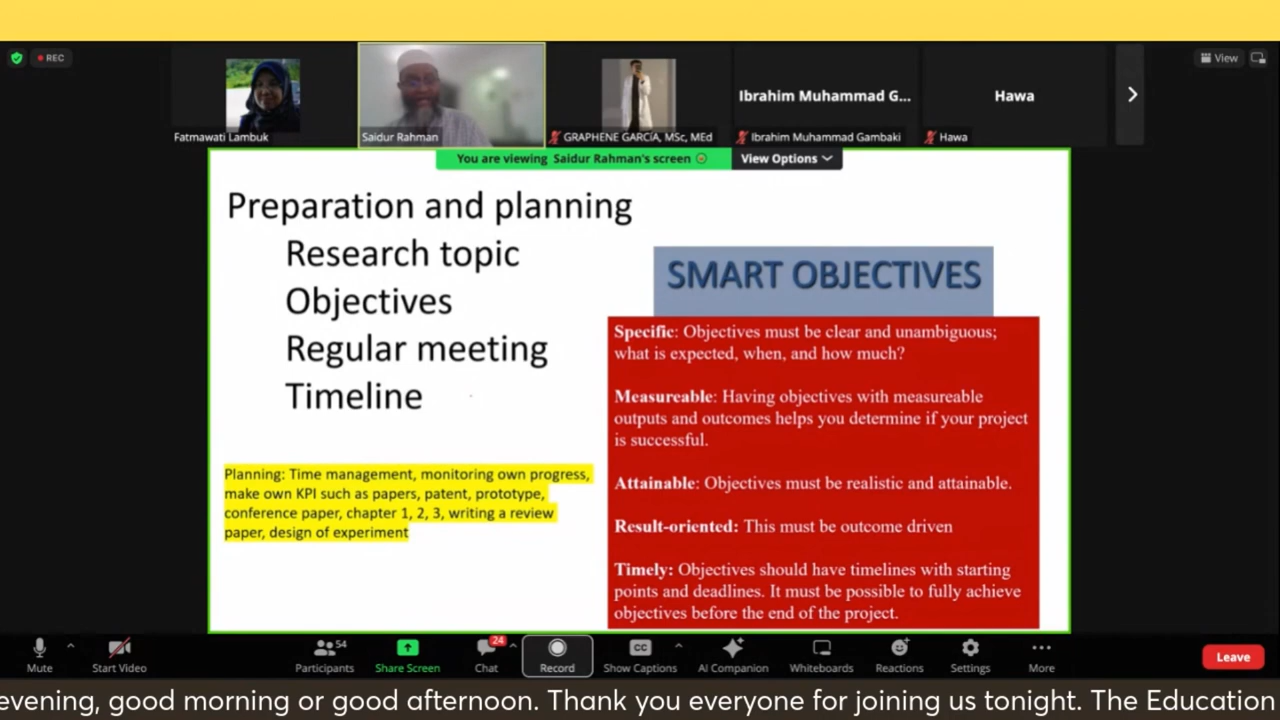 REC
View
Ibrahim Muhammad G...
Hawa
Fatmawati Lambuk
Saidur Rahman
GRAPHENE GARCíA, MSc, MEd
Ibrahim Muhammad Gambaki
Hawa
You are viewing Saidur Rahman's screen
View Options
Preparation and planning
Research topic
Objectives
Regular meeting
Timeline
Planning: Time management, monitoring own progress,
make own KPI such as papers, patent, prototype,
conference paper, chapter 1, 2, 3, writing a review
paper, design of experiment
SMART OBJECTIVES
Specific: Objectives must be clear and unambiguous;
what is expected, when, and how much?
Measureable: Having objectives with measureable
outputs and outcomes helps you determine if your project
is successful.
Attainable: Objectives must be realistic and attainable.
Result-oriented: This must be outcome driven
Timely: Objectives should have timelines with starting
points and deadlines. It must be possible to fully achieve
objectives before the end of the project.
54
24
CC
Mute
Start Video
Participants
Share Screen
Chat
Record
Show Captions
AI Companion
Whiteboards
Reactions
Settings
More
Leave
evening, good morning or good afternoon. Thank you everyone for joining us tonight. The Education